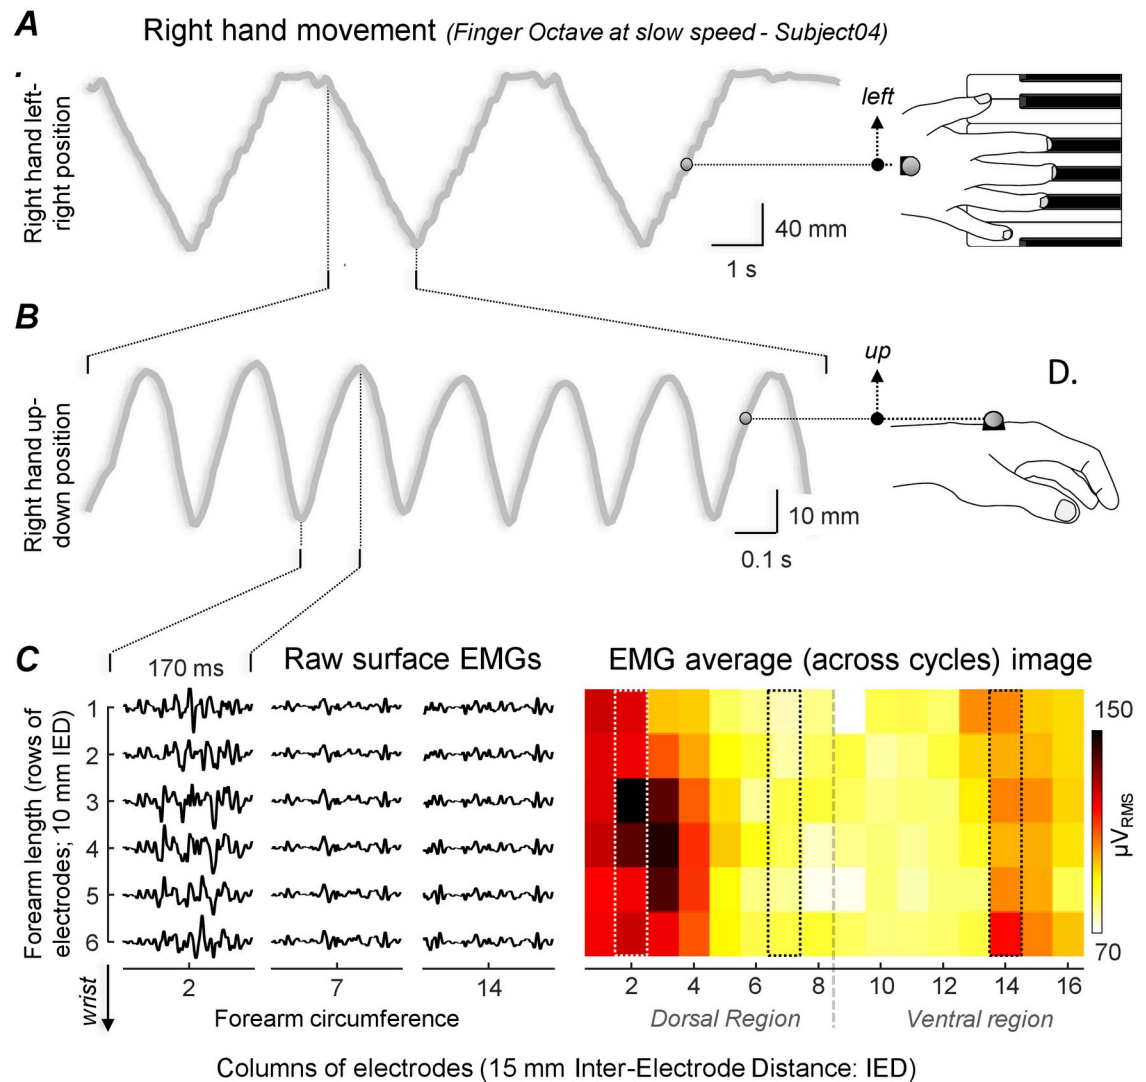 A
Right hand movement (Finger Octave at slow speed - Subject04)
Right hand left-
right position
left
40 mm
1 s
B
Right hand up-
down position
up
D.
10 mm
0.1 s
C
170 ms
Raw surface EMGs
EMG average (across cycles) image
Forearm length (rows of
electrodes; 10 mm IED)
1
2
3
4
5
6
wrist
2
7
14
Forearm circumference
150
µVRMS
70
2 4 6 8 10 12 14 16
Dorsal Region
Ventral region
Columns of electrodes (15 mm Inter-Electrode Distance: IED)